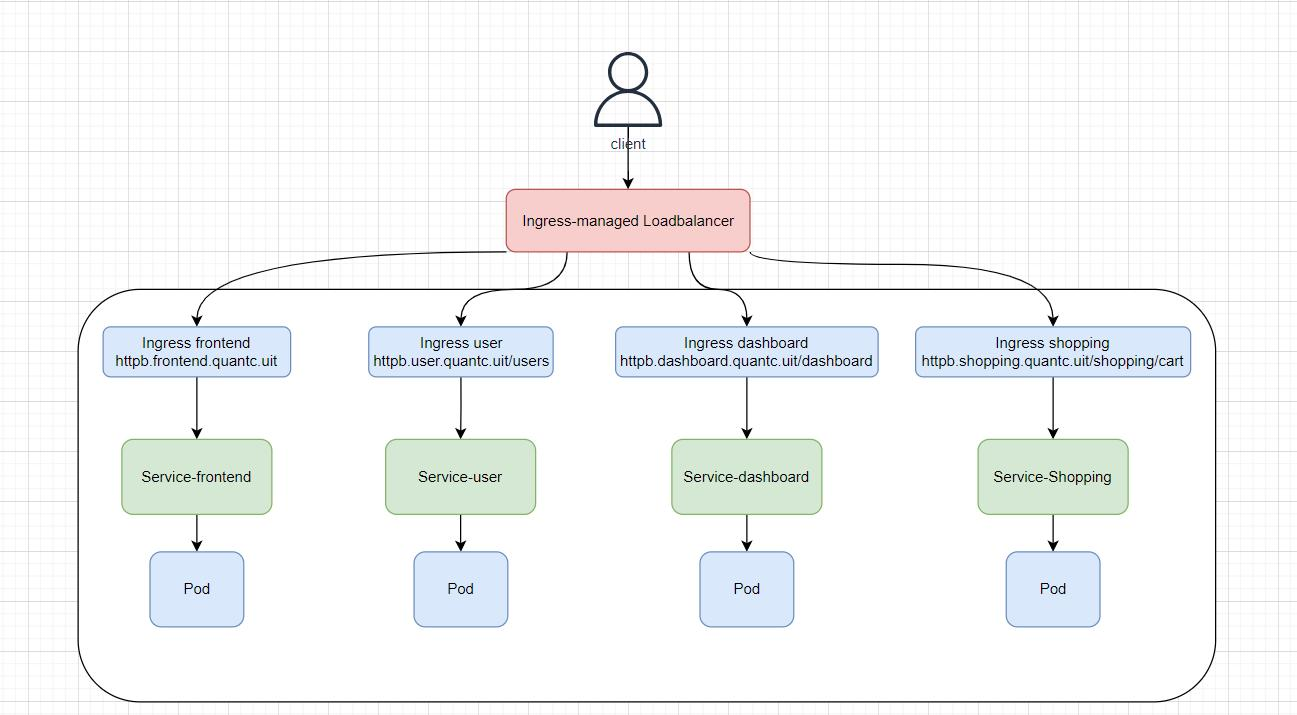 client
Ingress-managed Loadbalancer
Ingress frontend
httpb.frontend.quantc.uit
Ingress user
httpb.user.quantc.uit/users
Ingress dashboard
httpb.dashboard.quantc.uit/dashboard
Ingress shopping
httpb.shopping.quantc.uit/shopping/cart
Service-frontend
Service-user
Service-dashboard
Service-Shopping
Pod
Pod
Pod
Pod